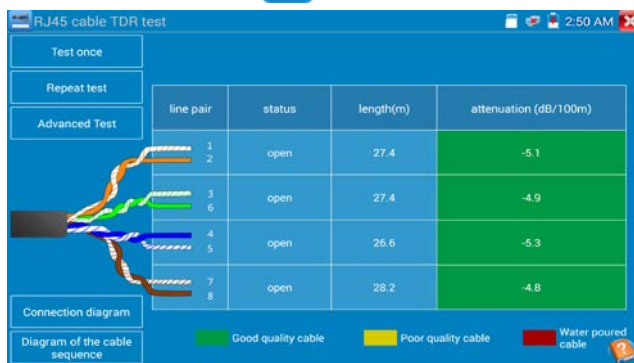 RJ45 cable TDR test
2:50 AM
Test once
Repeat test
Advanced Test
line pair status length(m) attenuation (dB/100m)
1
2
open 27.4 -5.1
3
6
open 27.4 -4.9
4
5
open 26.6 -5.3
7
8
open 28.2 -4.8
Connection diagram
Diagram of the cable
sequence
Good quality cable
Poor quality cable
Water poured
cable
?